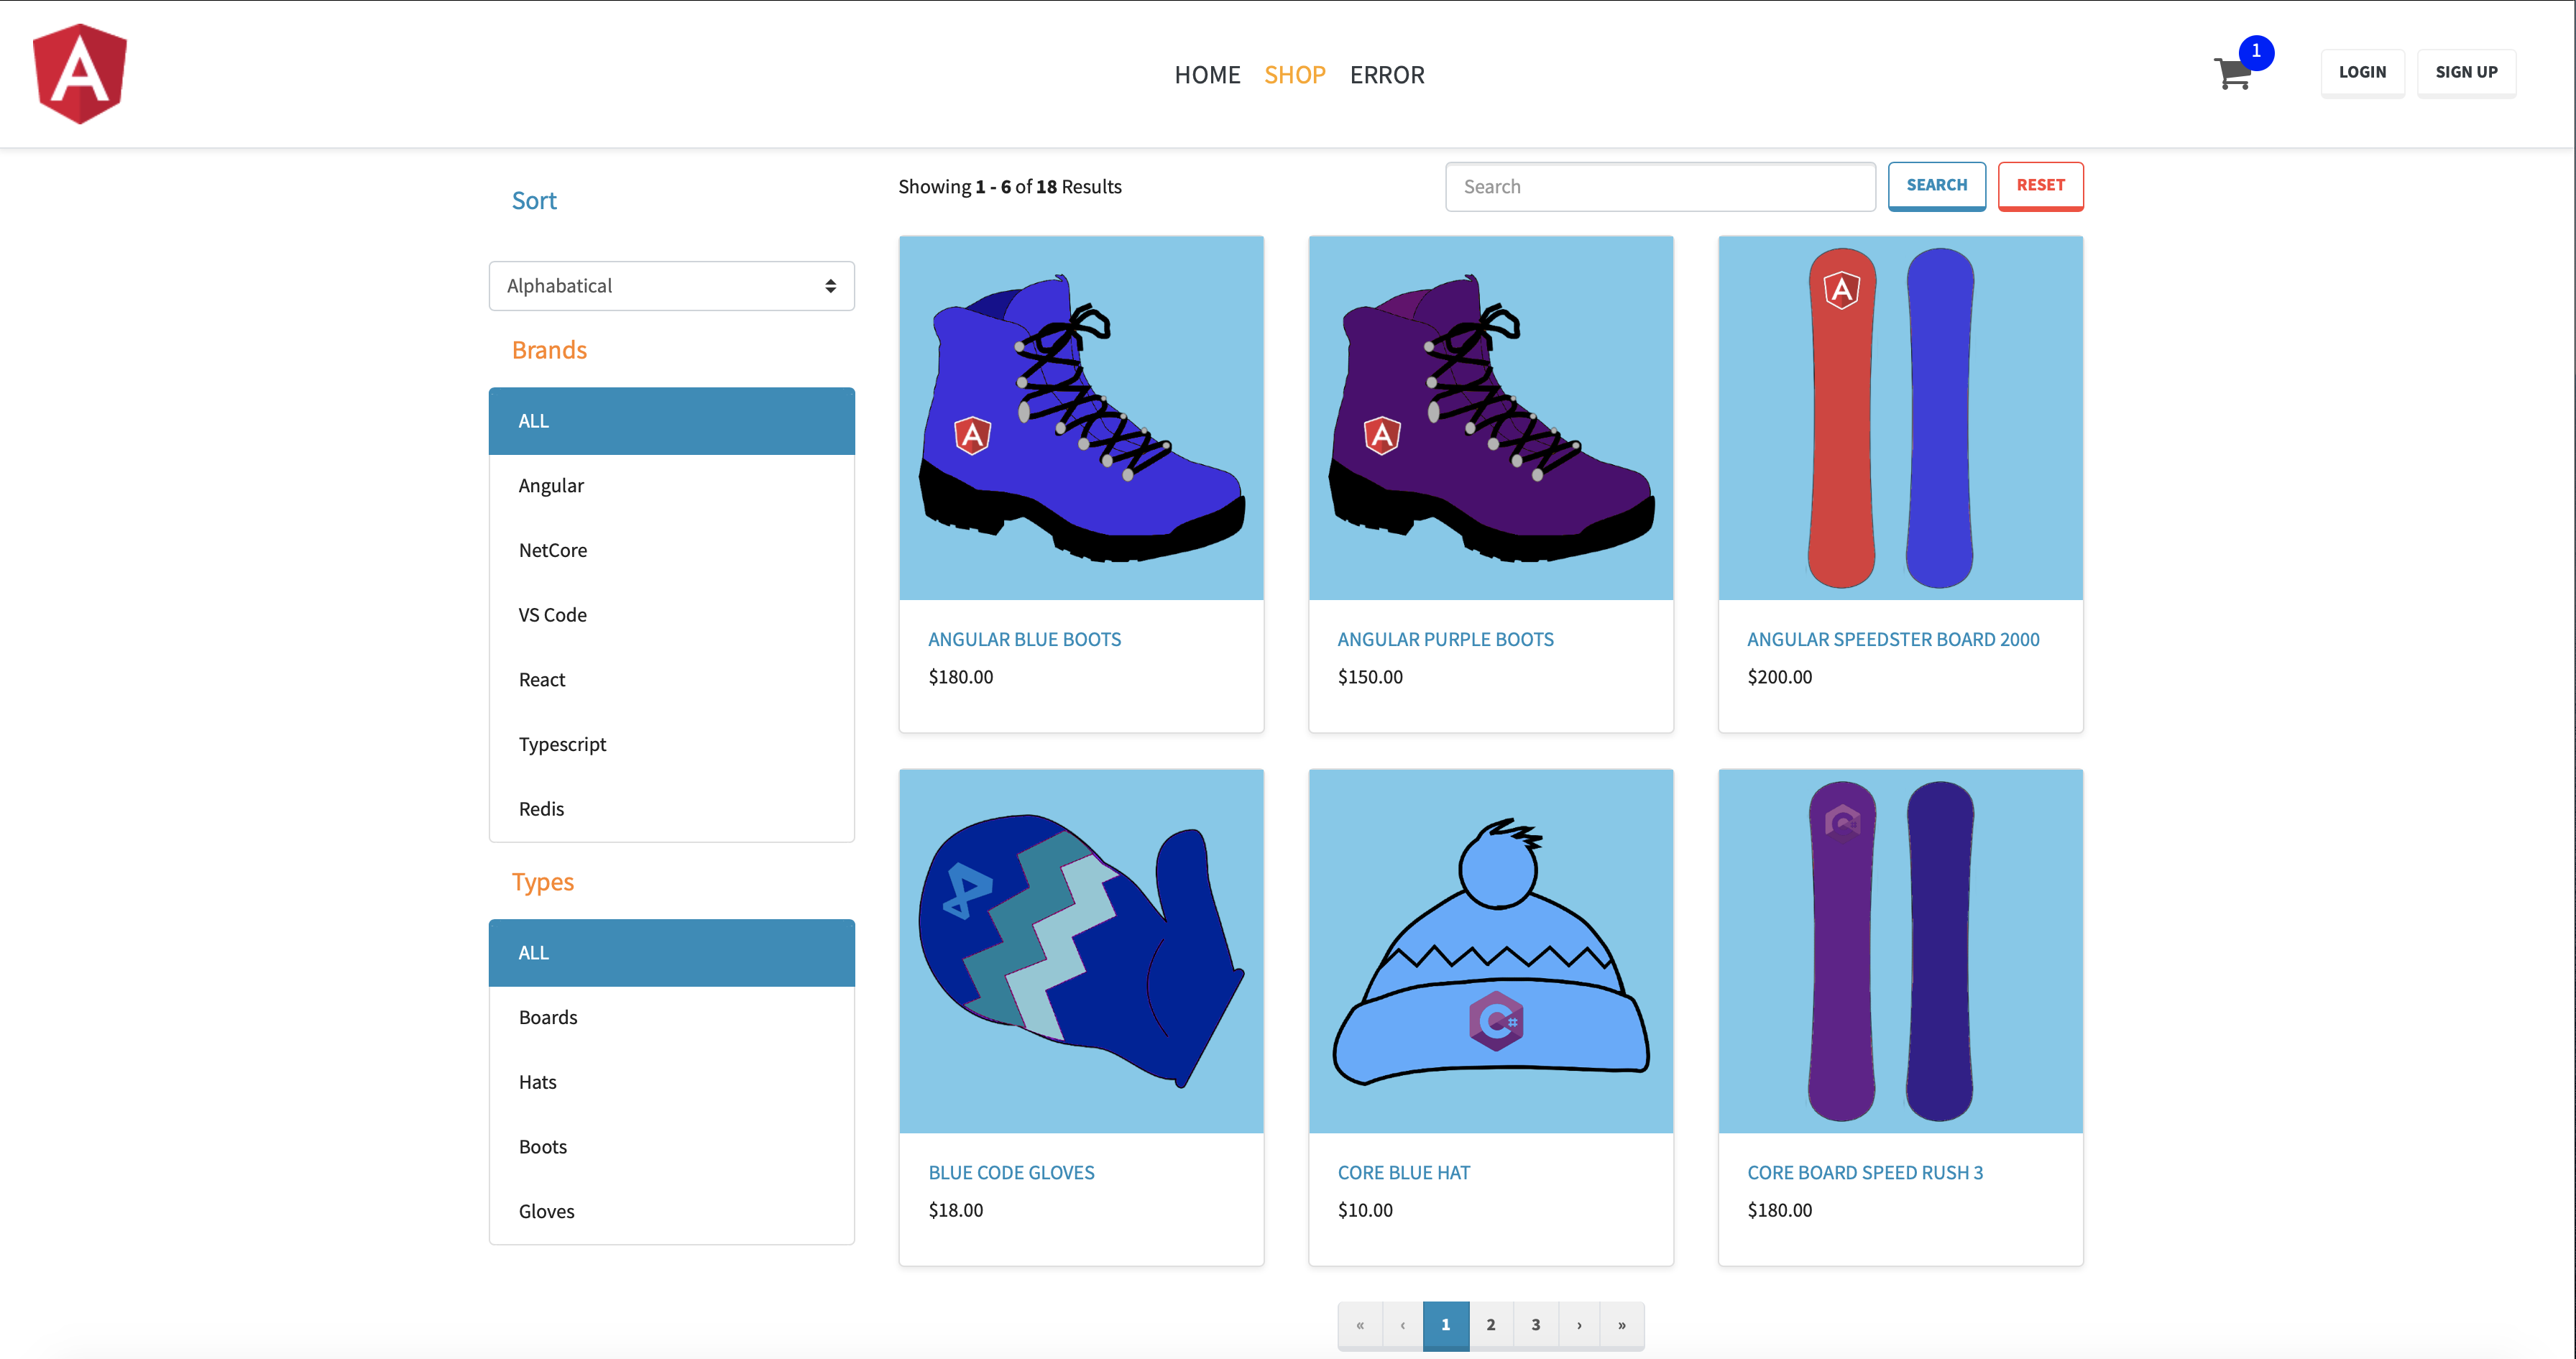 A
HOME SHOP ERROR
1
LOGIN SIGN UP
Sort
Alphabatical
Brands
ALL
Angular
NetCore
VS Code
React
Typescript
Redis
Types
ALL
Boards
Hats
Boots
Gloves
Showing 1 - 6 of 18 Results
Search
SEARCH RESET
A
ANGULAR BLUE BOOTS
$180.00
A
ANGULAR PURPLE BOOTS
$150.00
A
ANGULAR SPEEDSTER BOARD 2000
$200.00
BLUE CODE GLOVES
$18.00
C#
CORE BLUE HAT
$10.00
C#
CORE BOARD SPEED RUSH 3
$180.00
« ‹ 1 2 3 › »